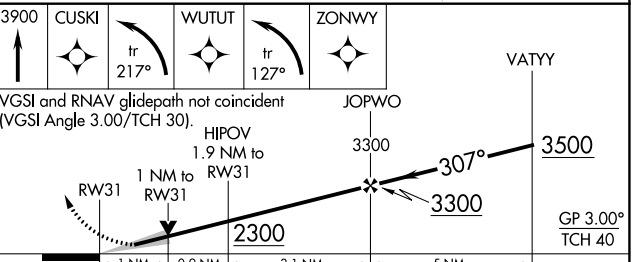 3900
CUSKI
tr
217°
WUTUT
tr
127°
ZONWY
VGSI and RNAV glidepath not coincident
(VGSI Angle 3.00/TCH 30).
VATYY
JOPWO
HIPOV
1.9 NM to
RW31
3300
1 NM to
RW31
RW31
307°
3500
3300
2300
GP 3.00°
TCH 40